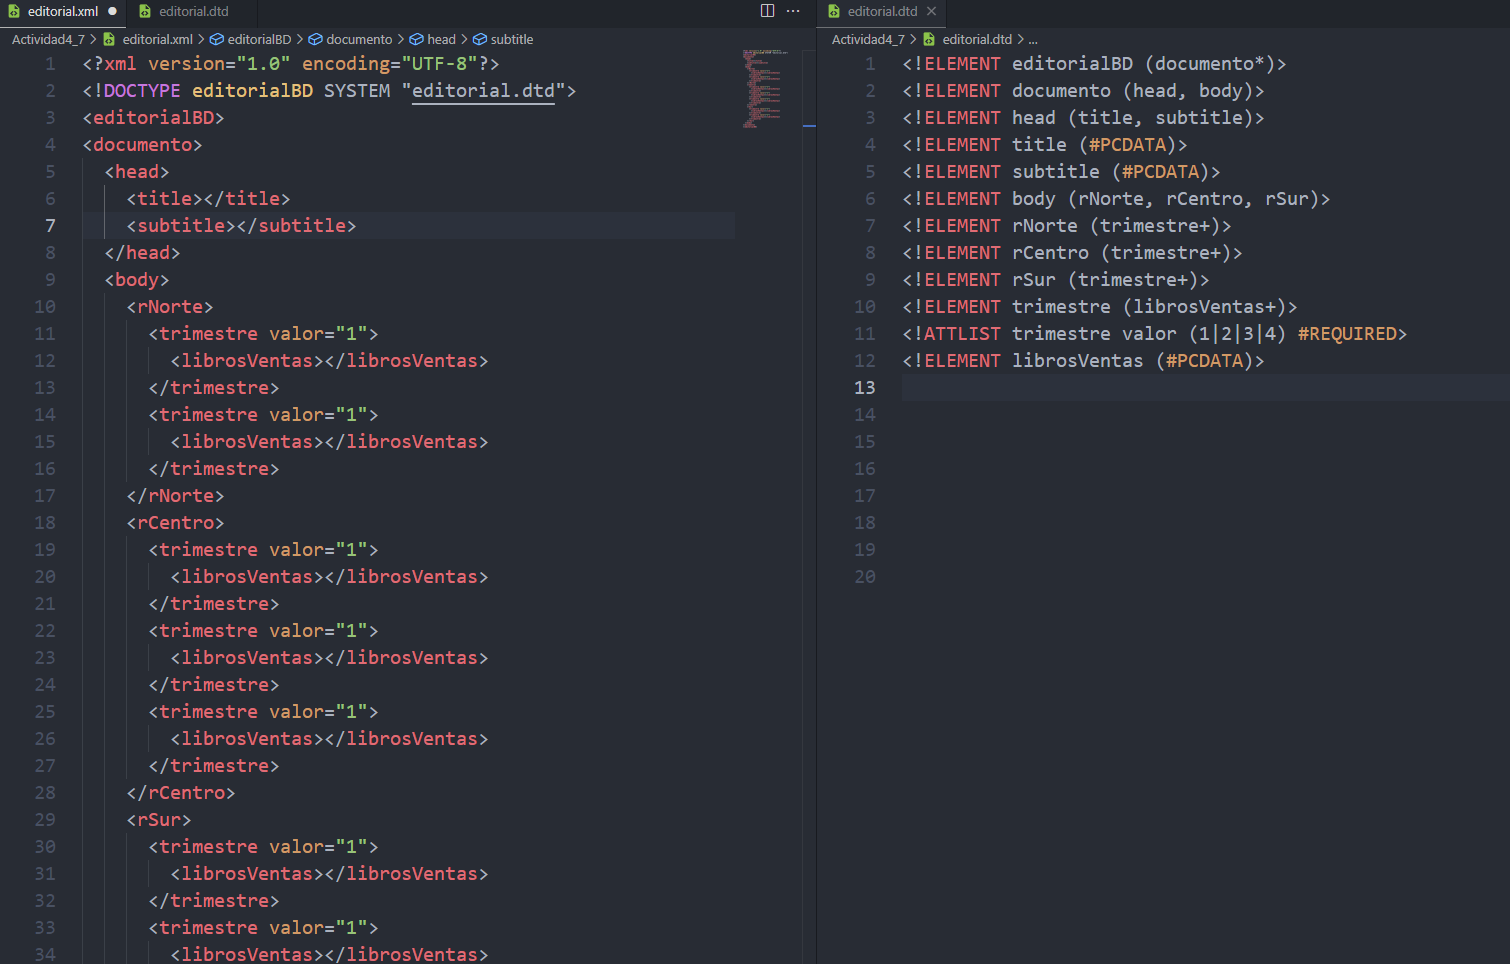 editorial.xml editorial.dtd
Actividad4_7 > editorial.xml > editorialBD > documento > head > subtitle
1 <?xml version="1.0" encoding="UTF-8"?>
2 <!DOCTYPE editorialBD SYSTEM "editorial.dtd">
3 <editorialBD>
4 <documento>
5 <head>
6 <title></title>
7 <subtitle></subtitle>
8 </head>
9 <body>
10 <rNorte>
11 <trimestre valor="1">
12 <librosVentas></librosVentas>
13 </trimestre>
14 <trimestre valor="1">
15 <librosVentas></librosVentas>
16 </trimestre>
17 </rNorte>
18 <rCentro>
19 <trimestre valor="1">
20 <librosVentas></librosVentas>
21 </trimestre>
22 <trimestre valor="1">
23 <librosVentas></librosVentas>
24 </trimestre>
25 <trimestre valor="1">
26 <librosVentas></librosVentas>
27 </trimestre>
28 </rCentro>
29 <rSur>
30 <trimestre valor="1">
31 <librosVentas></librosVentas>
32 </trimestre>
33 <trimestre valor="1">
34 <librosVentas></librosVentas>
editorial.dtd
Actividad4_7 > editorial.dtd > ...
1 <!ELEMENT editorialBD (documento*)>
2 <!ELEMENT documento (head, body)>
3 <!ELEMENT head (title, subtitle)>
4 <!ELEMENT title (#PCDATA)>
5 <!ELEMENT subtitle (#PCDATA)>
6 <!ELEMENT body (rNorte, rCentro, rSur)>
7 <!ELEMENT rNorte (trimestre+)>
8 <!ELEMENT rCentro (trimestre+)>
9 <!ELEMENT rSur (trimestre+)>
10 <!ELEMENT trimestre (librosVentas+)>
11 <!ATTLIST trimestre valor (1|2|3|4) #REQUIRED>
12 <!ELEMENT librosVentas (#PCDATA)>
13
14
15
16
17
18
19
20